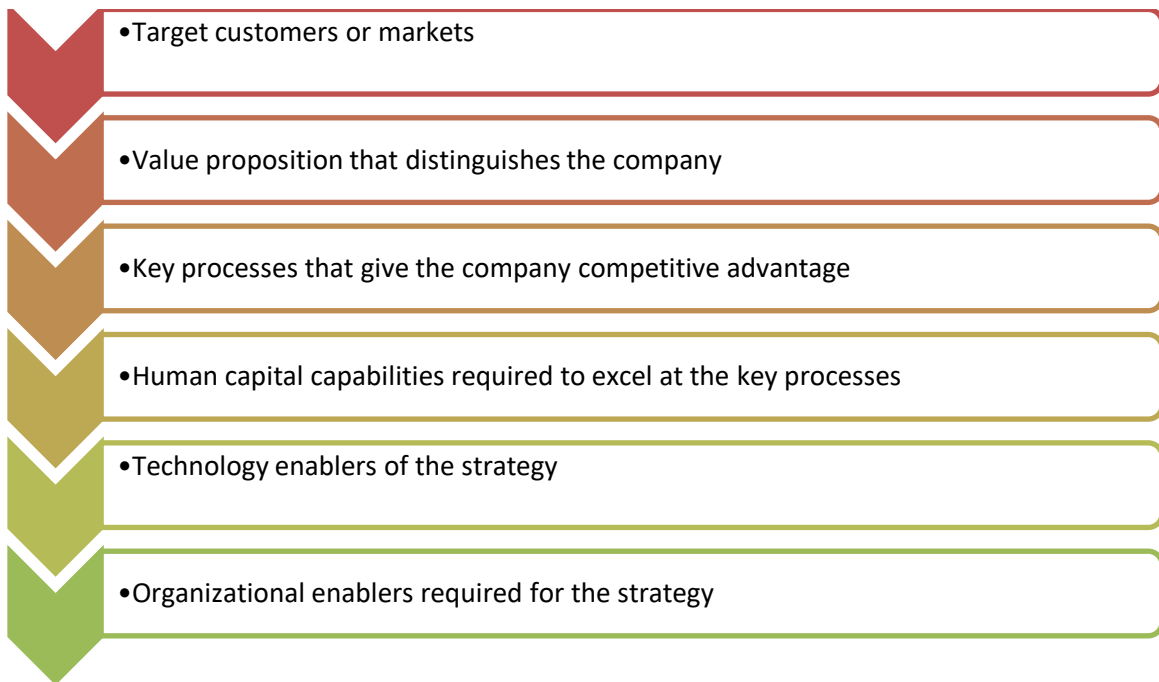 •Target customers or markets
•Value proposition that distinguishes the company
•Key processes that give the company competitive advantage
•Human capital capabilities required to excel at the key processes
•Technology enablers of the strategy
•Organizational enablers required for the strategy